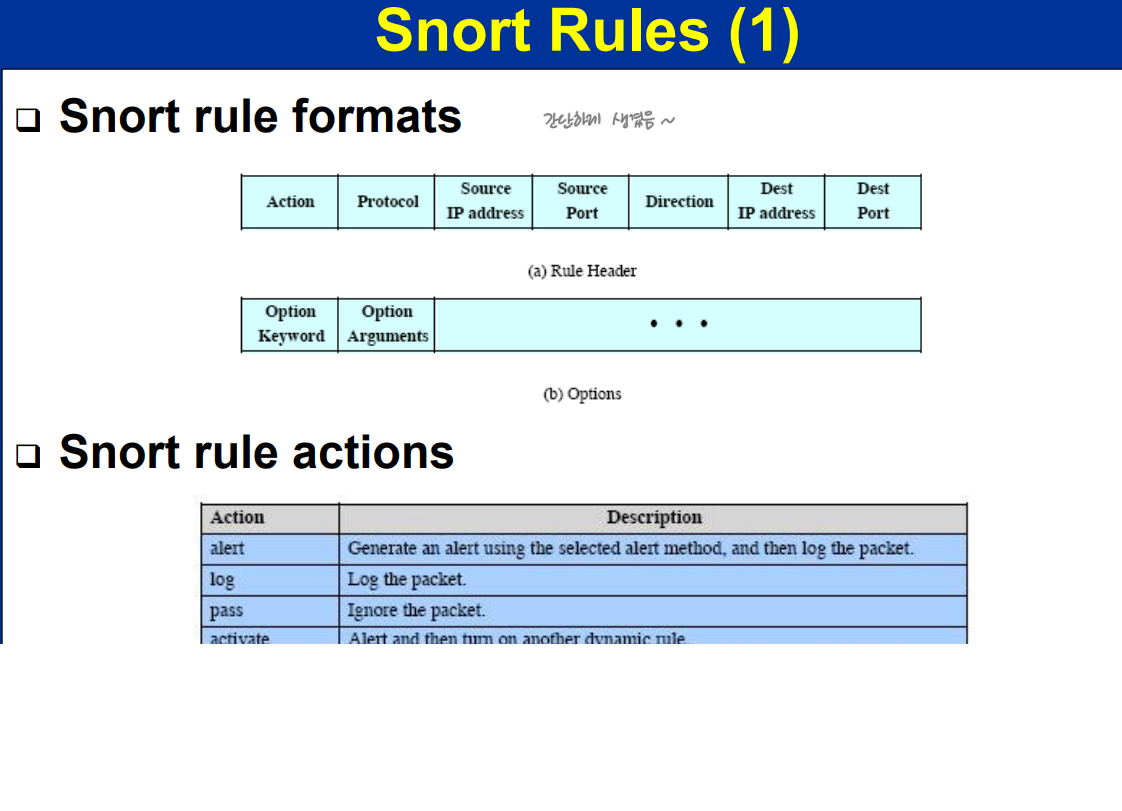 Snort Rules (1)
Snort rule formats
간단하게 생겼음 ~
Action Protocol Source IP address Source Port Direction Dest IP address Dest Port
(a) Rule Header
Option Keyword Option Arguments • • •
(b) Options
Snort rule actions
Action Description
alert Generate an alert using the selected alert method, and then log the packet.
log Log the packet.
pass Ignore the packet.
activate Alert and then turn on another dynamic rule.